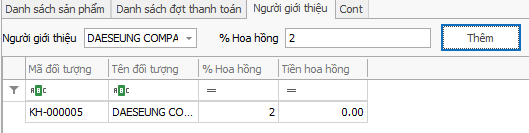 Danh sách sản phẩm Danh sách đợt thanh toán Người giới thiệu Cont
Người giới thiệu DAESEUNG COMPA % Hoa hồng 2 Thêm
Mã đối tượng Tên đối tượng % Hoa hồng Tiền hoa hồng
ABC ABC = =
KH-000005 DAESEUNG CO... 2 0.00